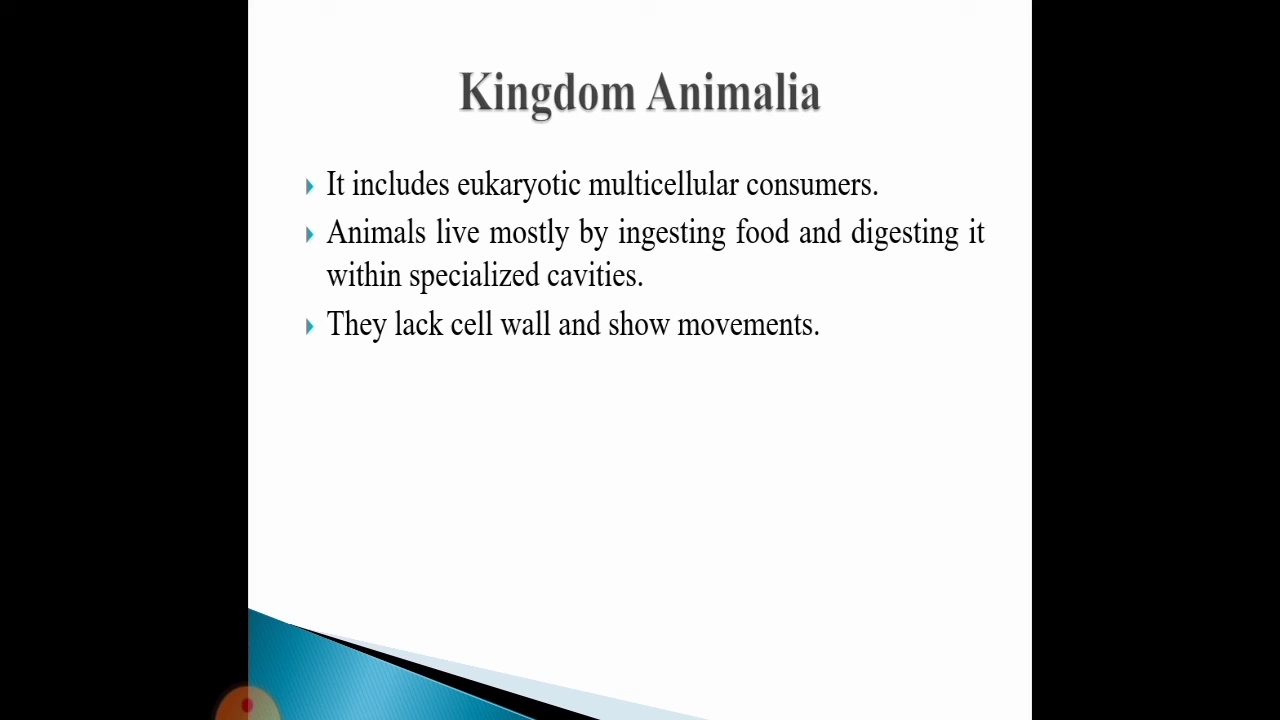 Kingdom Animalia
It includes eukaryotic multicellular consumers.
Animals live mostly by ingesting food and digesting it
within specialized cavities.
They lack cell wall and show movements.